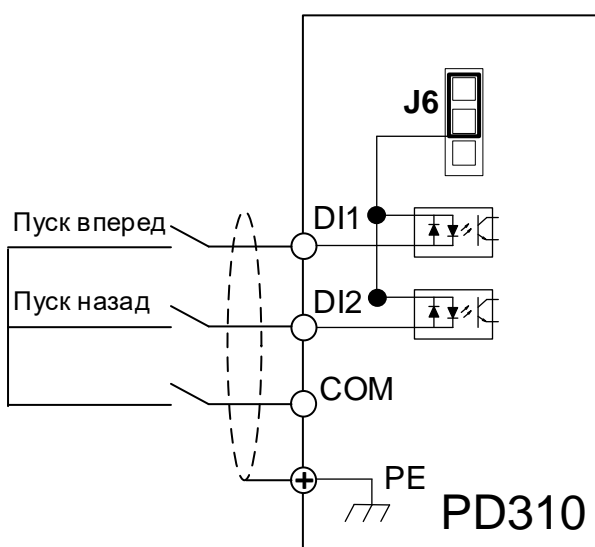 J6
Пуск вперед
DI1
Пуск назад
DI2
COM
PE
PD310